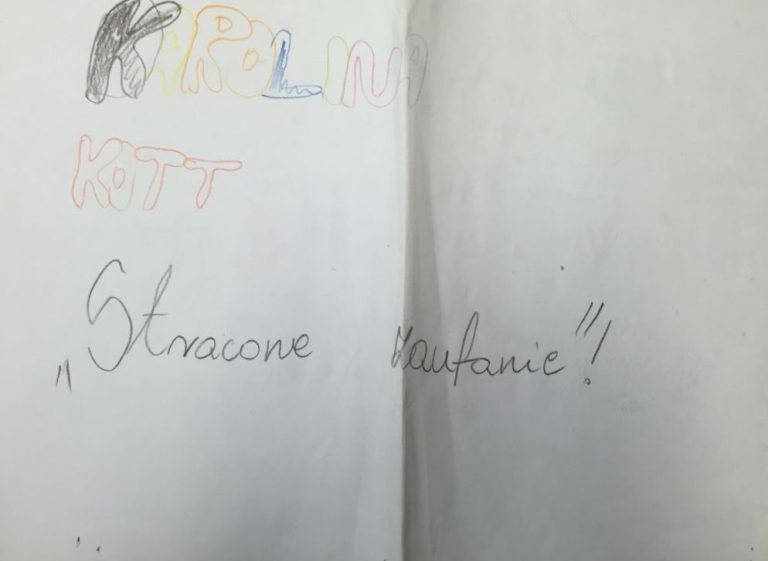 KAROLINA
KOTT
„Stracone zaufanie"!